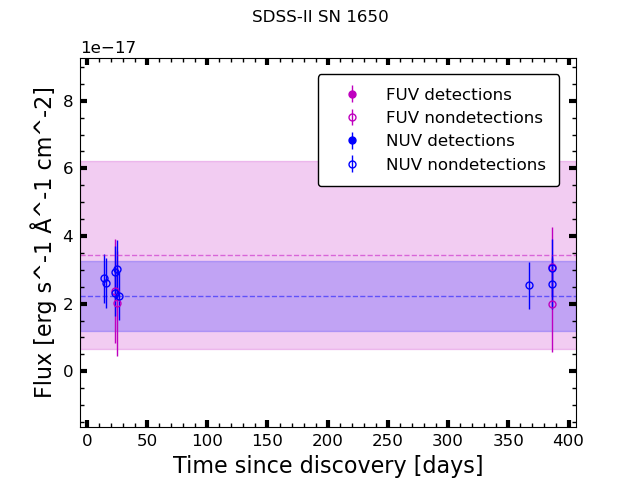 SDSS-II SN 1650
1e−17
FUV detections
FUV nondetections
NUV detections
NUV nondetections
8
6
4
2
0
Flux [erg s^-1 Å^-1 cm^-2]
0 50 100 150 200 250 300 350 400
Time since discovery [days]